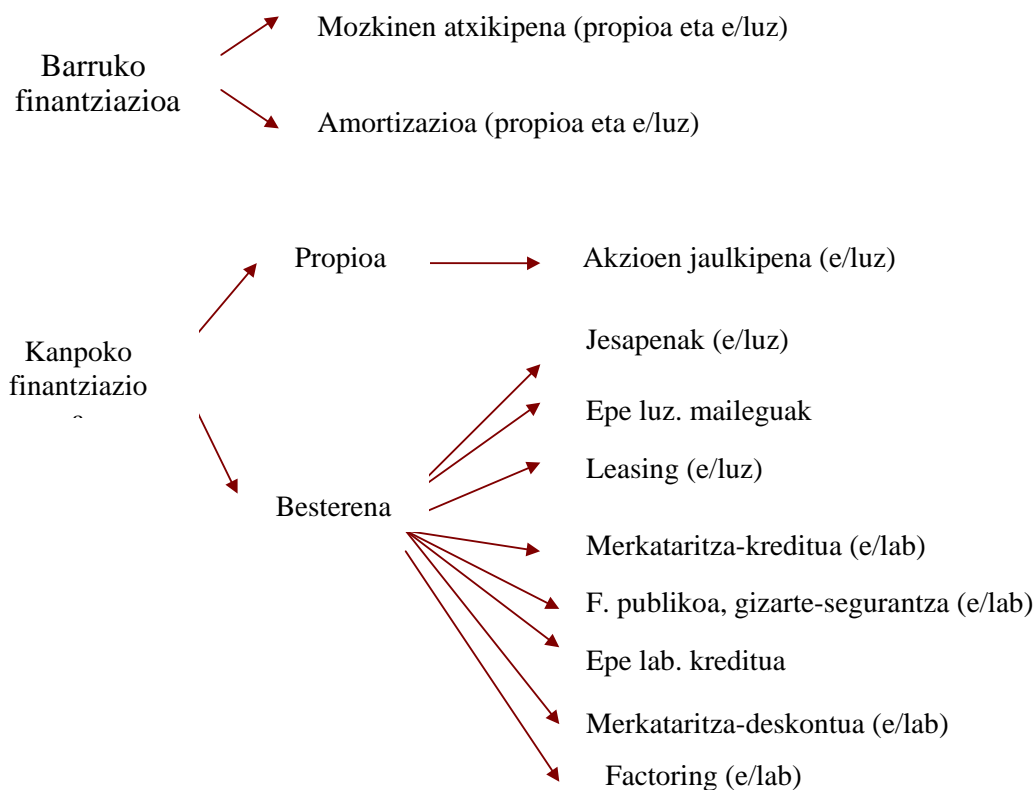 Mozkinen atxikipena (propioa eta e/luz)
Barruko
finantziazioa
Amortizazioa (propioa eta e/luz)
Propioa
Akzioen jaulkipena (e/luz)
Kanpoko
finantziazio
Jesapenak (e/luz)
Epe luz. maileguak
Leasing (e/luz)
Besterena
Merkataritza-kreditua (e/lab)
F. publikoa, gizarte-segurantza (e/lab)
Epe lab. kreditua
Merkataritza-deskontua (e/lab)
Factoring (e/lab)